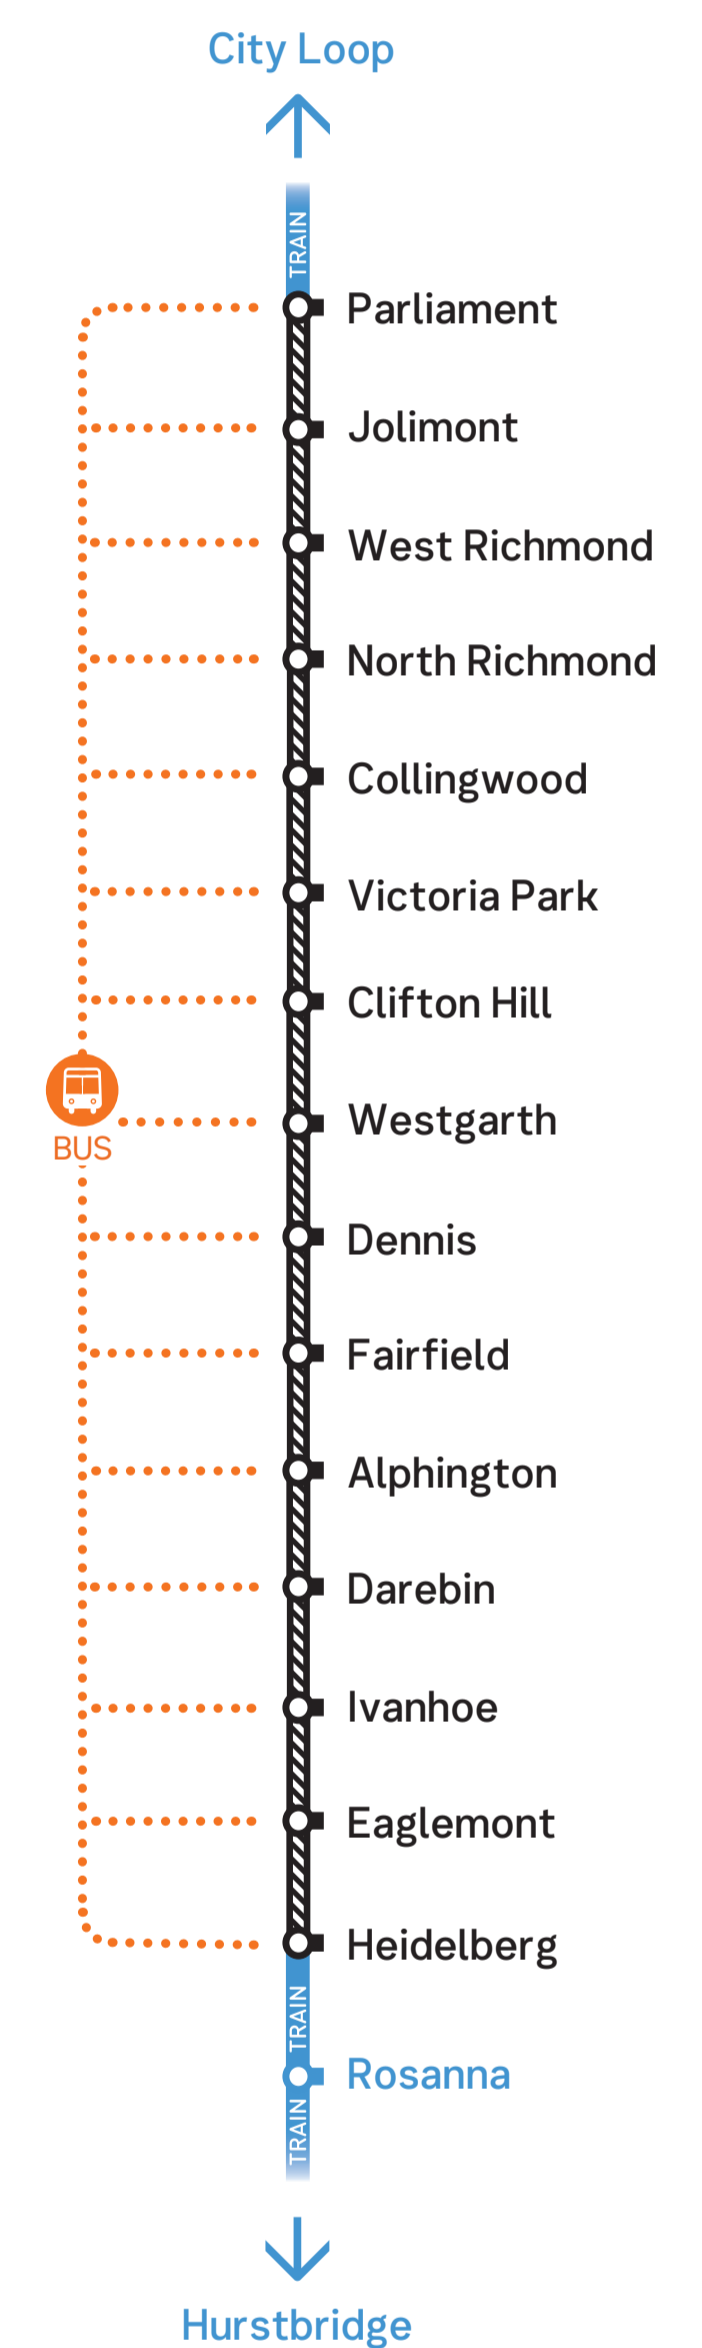 City Loop
TRAIN
Parliament
Jolimont
West Richmond
North Richmond
Collingwood
Victoria Park
Clifton Hill
BUS
Westgarth
Dennis
Fairfield
Alphington
Darebin
Ivanhoe
Eaglemont
Heidelberg
TRAIN
Rosanna
TRAIN
Hurstbridge